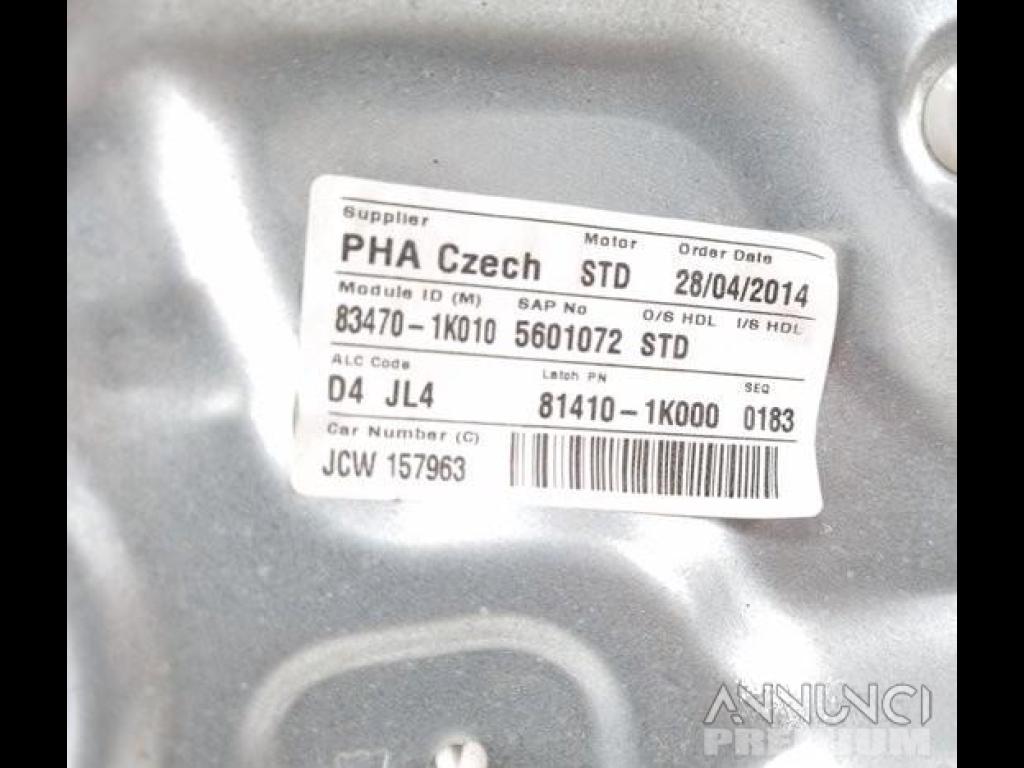 Supplier Motor Order Date
PHA Czech STD 28/04/2014
Module ID (M) SAP No O/S HDL I/S HDL
83470-1K010 5601072 STD
ALC Code Latch PN SEQ
D4 JL4 81410-1K000 0183
Car Number (C)
JCW 157963
ANNUNCI
PREMIUM